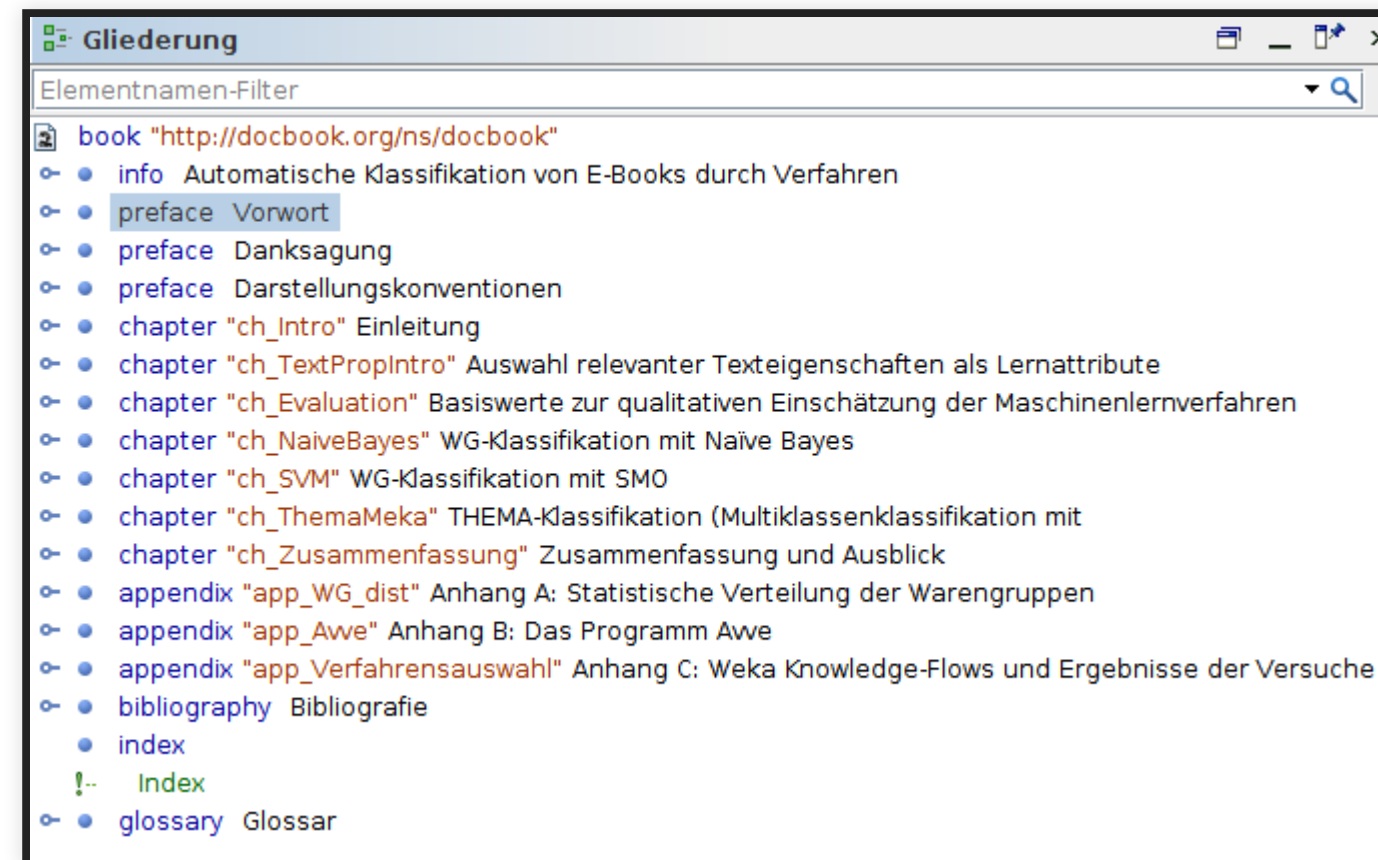 Gliederung
Elementnamen-Filter
book "http://docbook.org/ns/docbook"
info Automatische Klassifikation von E-Books durch Verfahren
preface Vorwort
preface Danksagung
preface Darstellungskonventionen
chapter "ch_Intro" Einleitung
chapter "ch_TextPropIntro" Auswahl relevanter Texteigenschaften als Lernattribute
chapter "ch_Evaluation" Basiswerte zur qualitativen Einschätzung der Maschinenlernverfahren
chapter "ch_NaiveBayes" WG-Klassifikation mit Naïve Bayes
chapter "ch_SVM" WG-Klassifikation mit SMO
chapter "ch_ThemaMeka" THEMA-Klassifikation (Multiklassenklassifikation mit
chapter "ch_Zusammenfassung" Zusammenfassung und Ausblick
appendix "app_WG_dist" Anhang A: Statistische Verteilung der Warengruppen
appendix "app_Avve" Anhang B: Das Programm Avve
appendix "app_Verfahrensauswahl" Anhang C: Weka Knowledge-Flows und Ergebnisse der Versuche
bibliography Bibliografie
index
Index
glossary Glossar